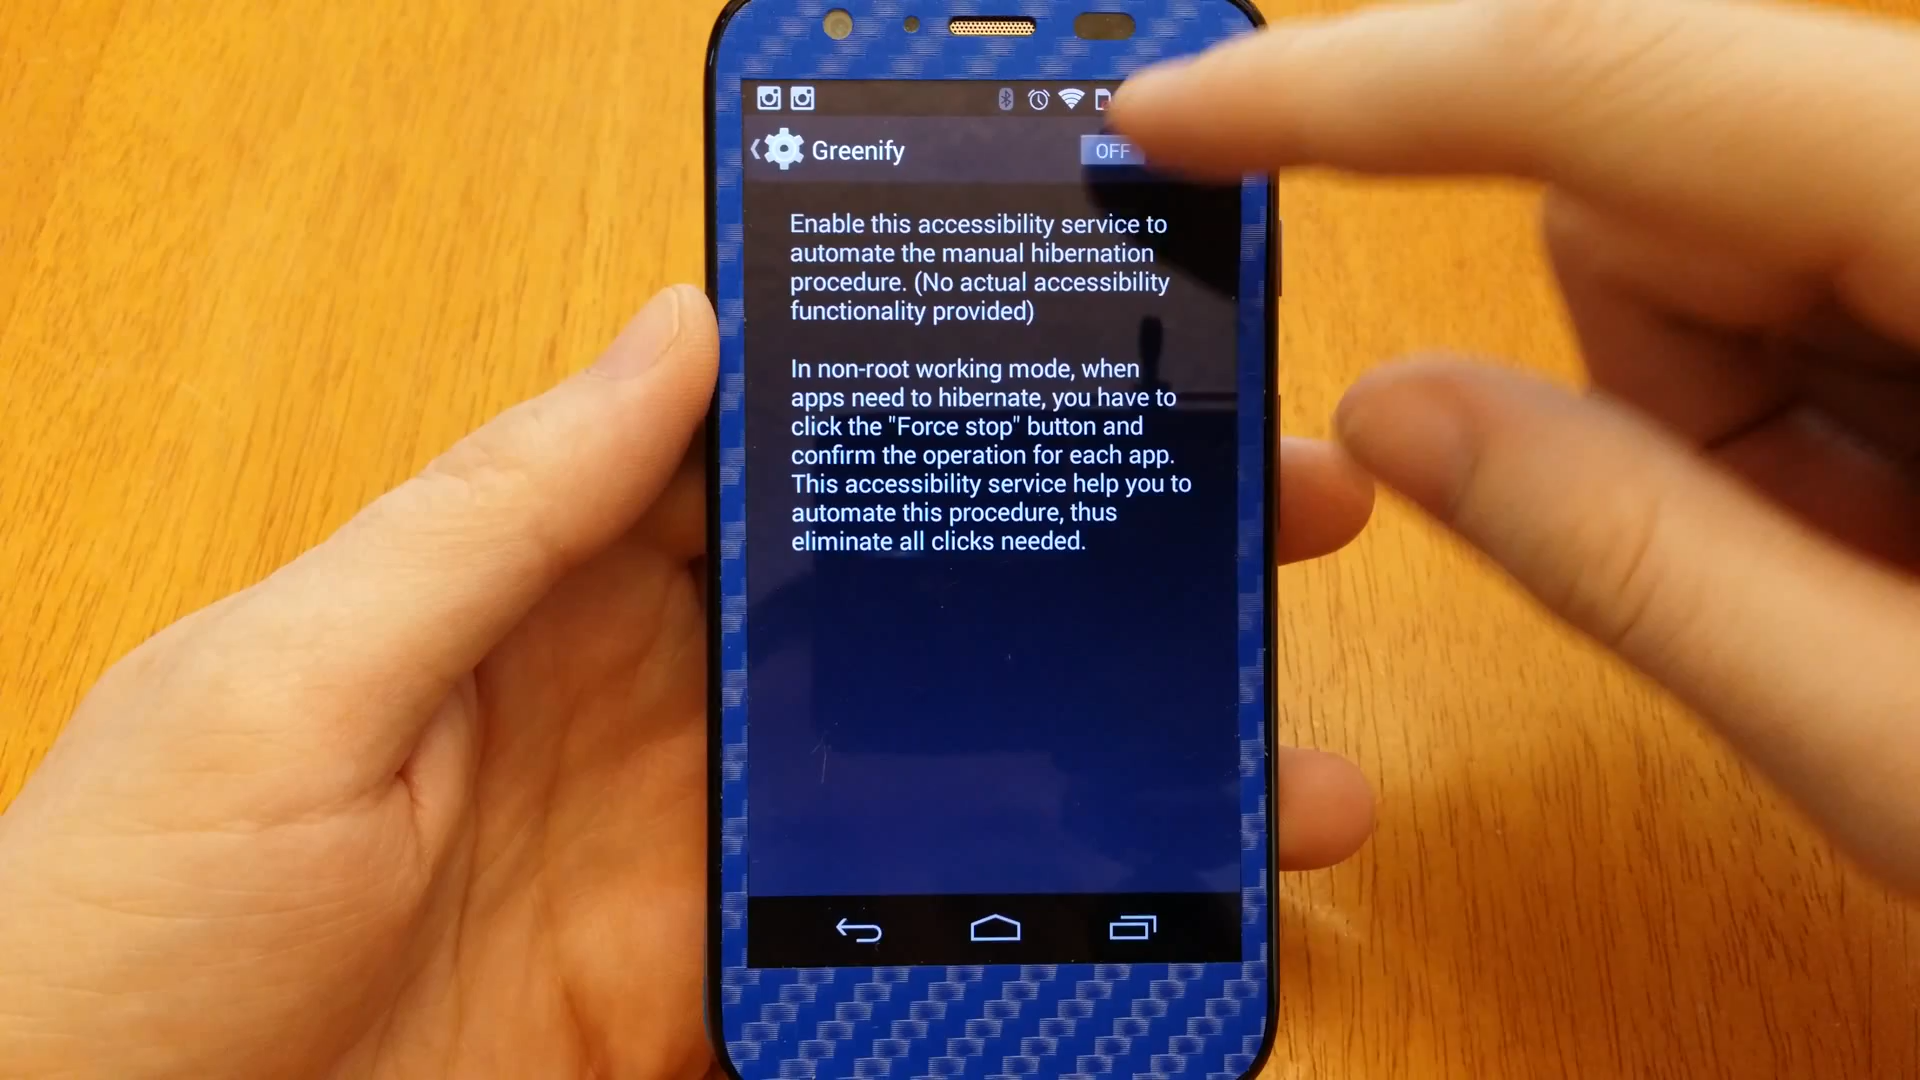 Greenify
OFF
Enable this accessibility service to
automate the manual hibernation
procedure. (No actual accessibility
functionality provided)
In non-root working mode, when
apps need to hibernate, you have to
click the "Force stop" button and
confirm the operation for each app.
This accessibility service help you to
automate this procedure, thus
eliminate all clicks needed.